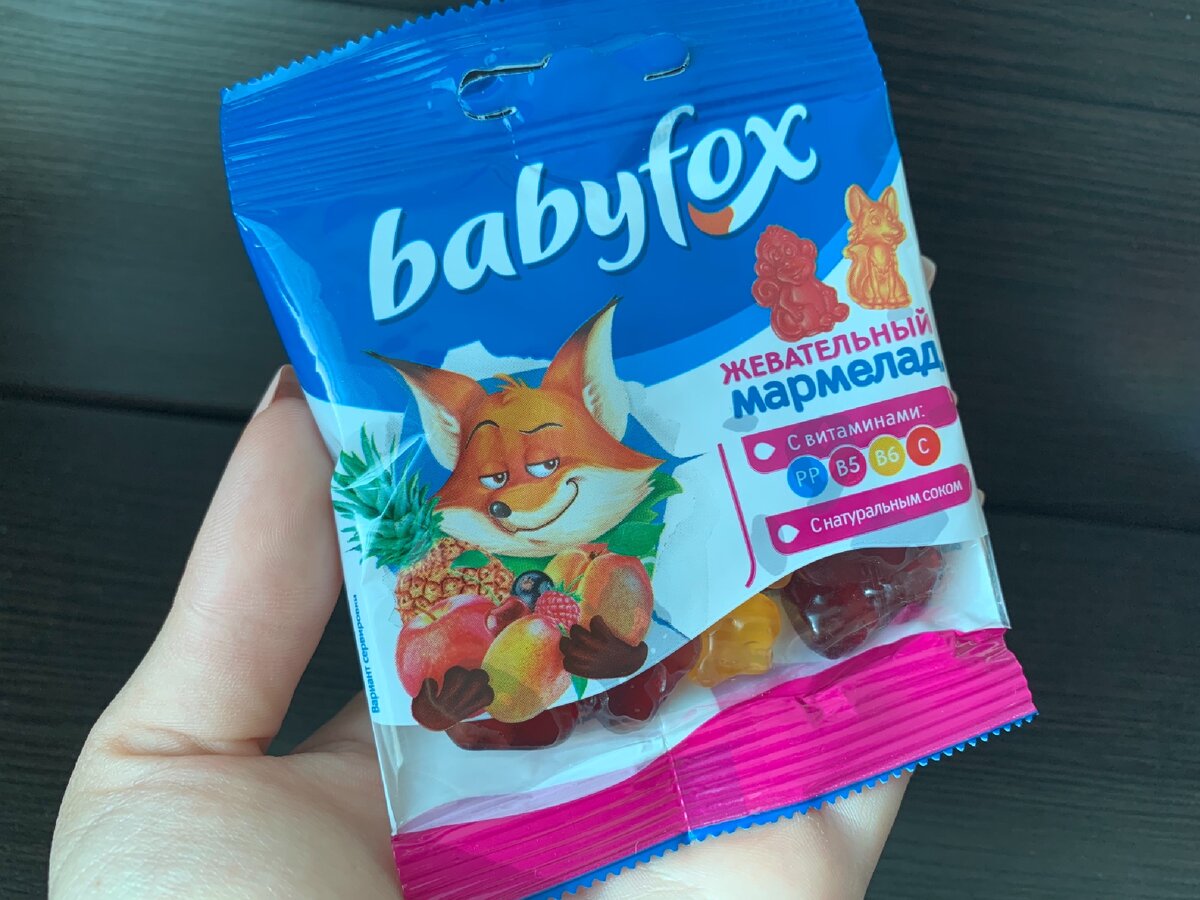 babyfox
ЖЕВАТЕЛЬНЫЙ
мармелад
С витаминами:
PP B5 B6 C
С натуральным соком
Вариант сервировки